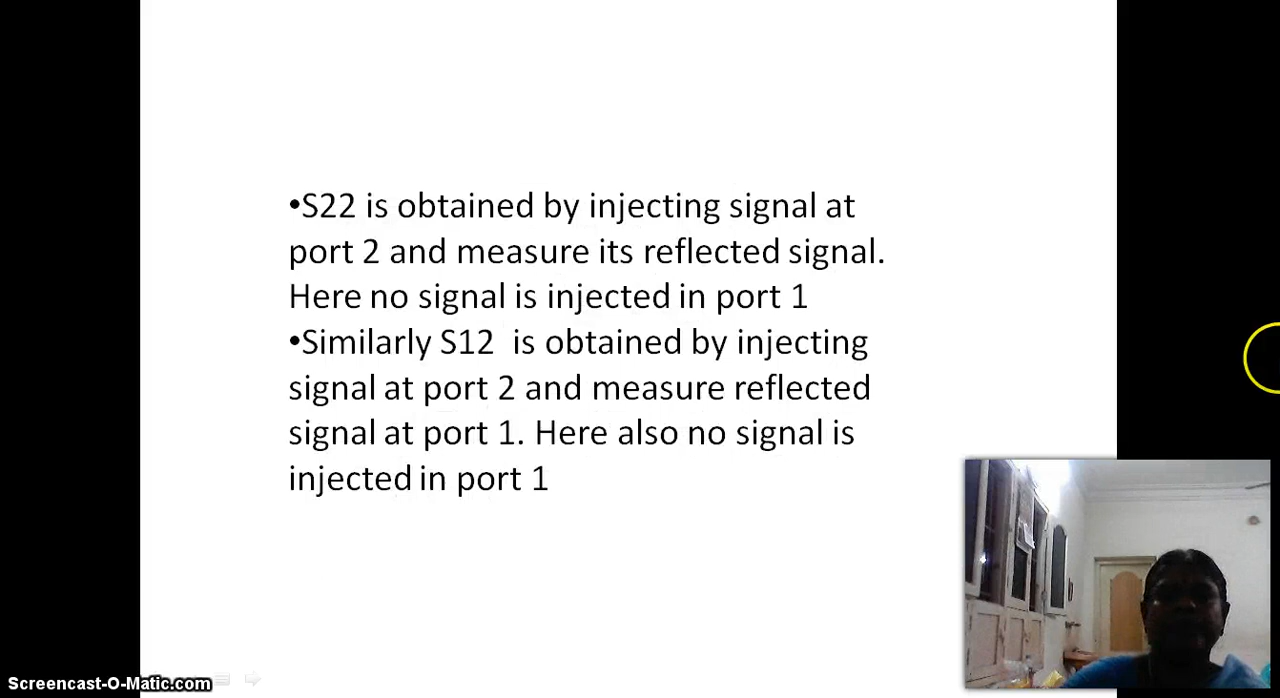 •S22 is obtained by injecting signal at
port 2 and measure its reflected signal.
Here no signal is injected in port 1
•Similarly S12  is obtained by injecting
signal at port 2 and measure reflected
signal at port 1. Here also no signal is
injected in port 1
Screencast-O-Matic.com